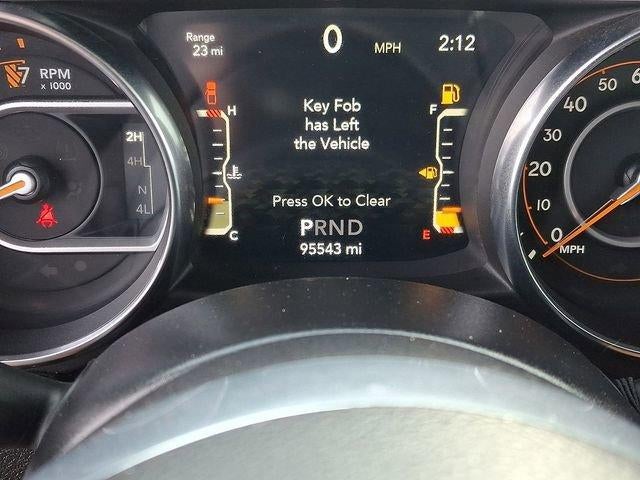 Range
23 mi
0 MPH
2:12
7
RPM
x 1000
H
F
Key Fob
has Left
the Vehicle
Press OK to Clear
PRND
95543 mi
C
E
2H
4H
N
4L
0
10
20
30
40
50
MPH